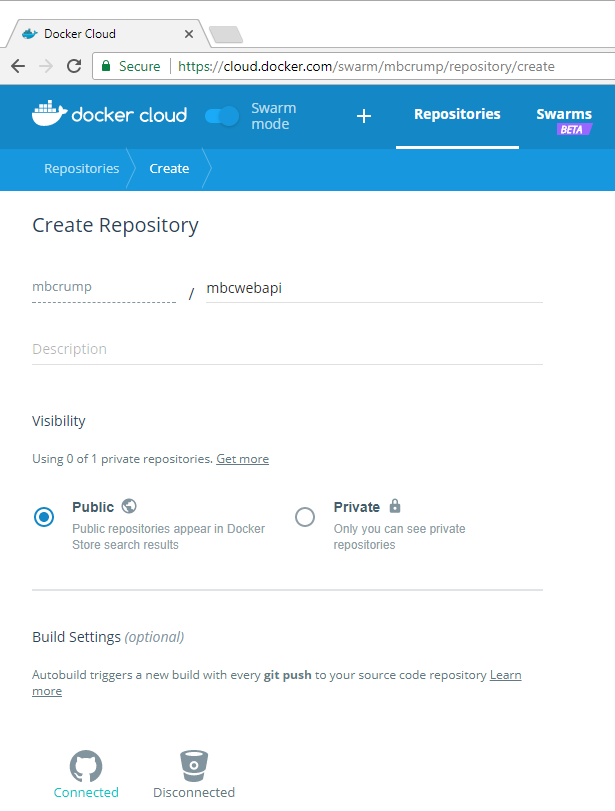 Docker Cloud
Secure https://cloud.docker.com/swarm/mbcrump/repository/create
docker cloud
Swarm
mode
+
Repositories
Swarms
BETA
Repositories
Create
Create Repository
mbcrump / mbcwebapi
Description
Visibility
Using 0 of 1 private repositories. Get more
Public
Public repositories appear in Docker
Store search results
Private
Only you can see private
repositories
Build Settings (optional)
Autobuild triggers a new build with every git push to your source code repository Learn
more
Connected
Disconnected